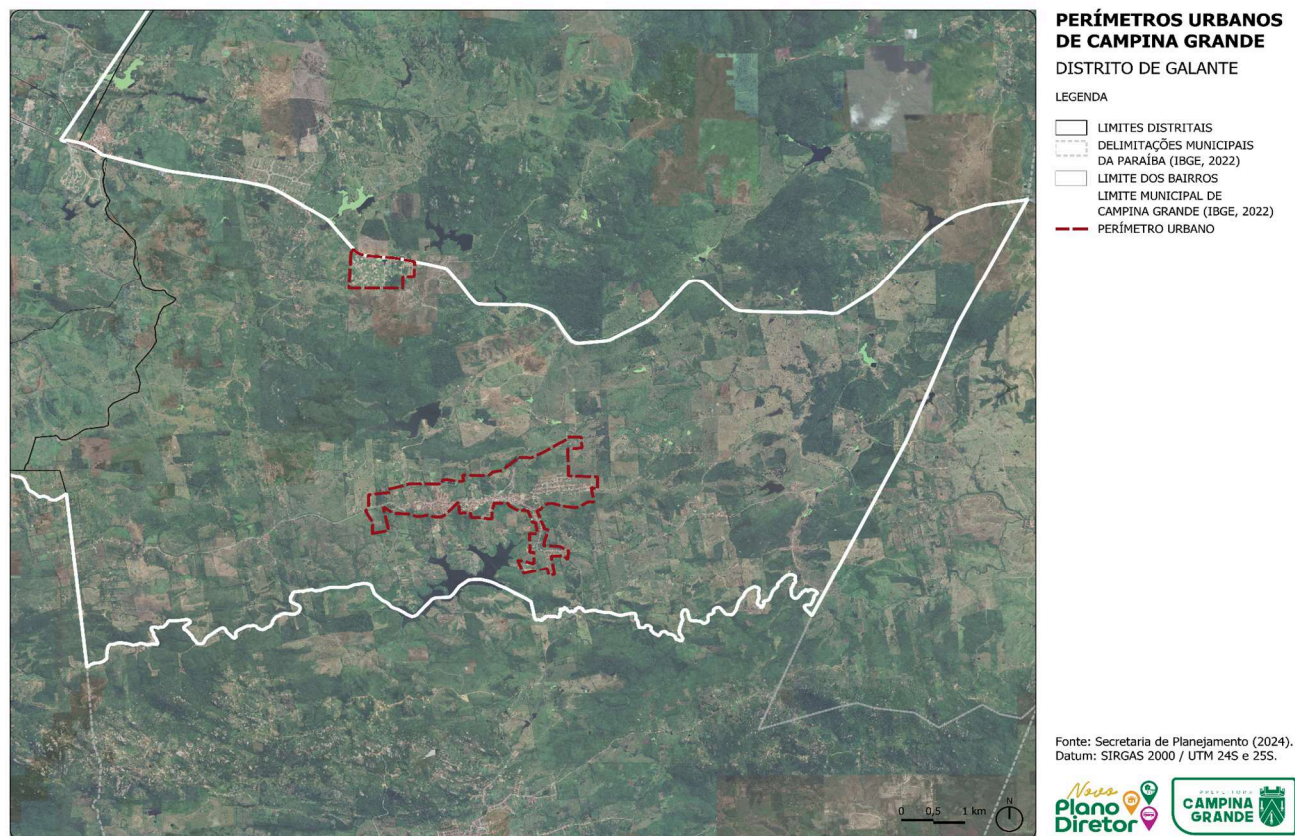 PERÍMETROS URBANOS
DE CAMPINA GRANDE
DISTRITO DE GALANTE
LEGENDA
LIMITES DISTRITAIS
DELIMITAÇÕES MUNICIPAIS
DA PARAÍBA (IBGE, 2022)
LIMITE DOS BAIRROS
LIMITE MUNICIPAL DE
CAMPINA GRANDE (IBGE, 2022)
PERÍMETRO URBANO
Fonte: Secretaria de Planejamento (2024).
Datum: SIRGAS 2000 / UTM 24S e 25S.
0 0,5 1 km
N
Novo
Plano
Diretor
PREFEITURA
CAMPINA
GRANDE